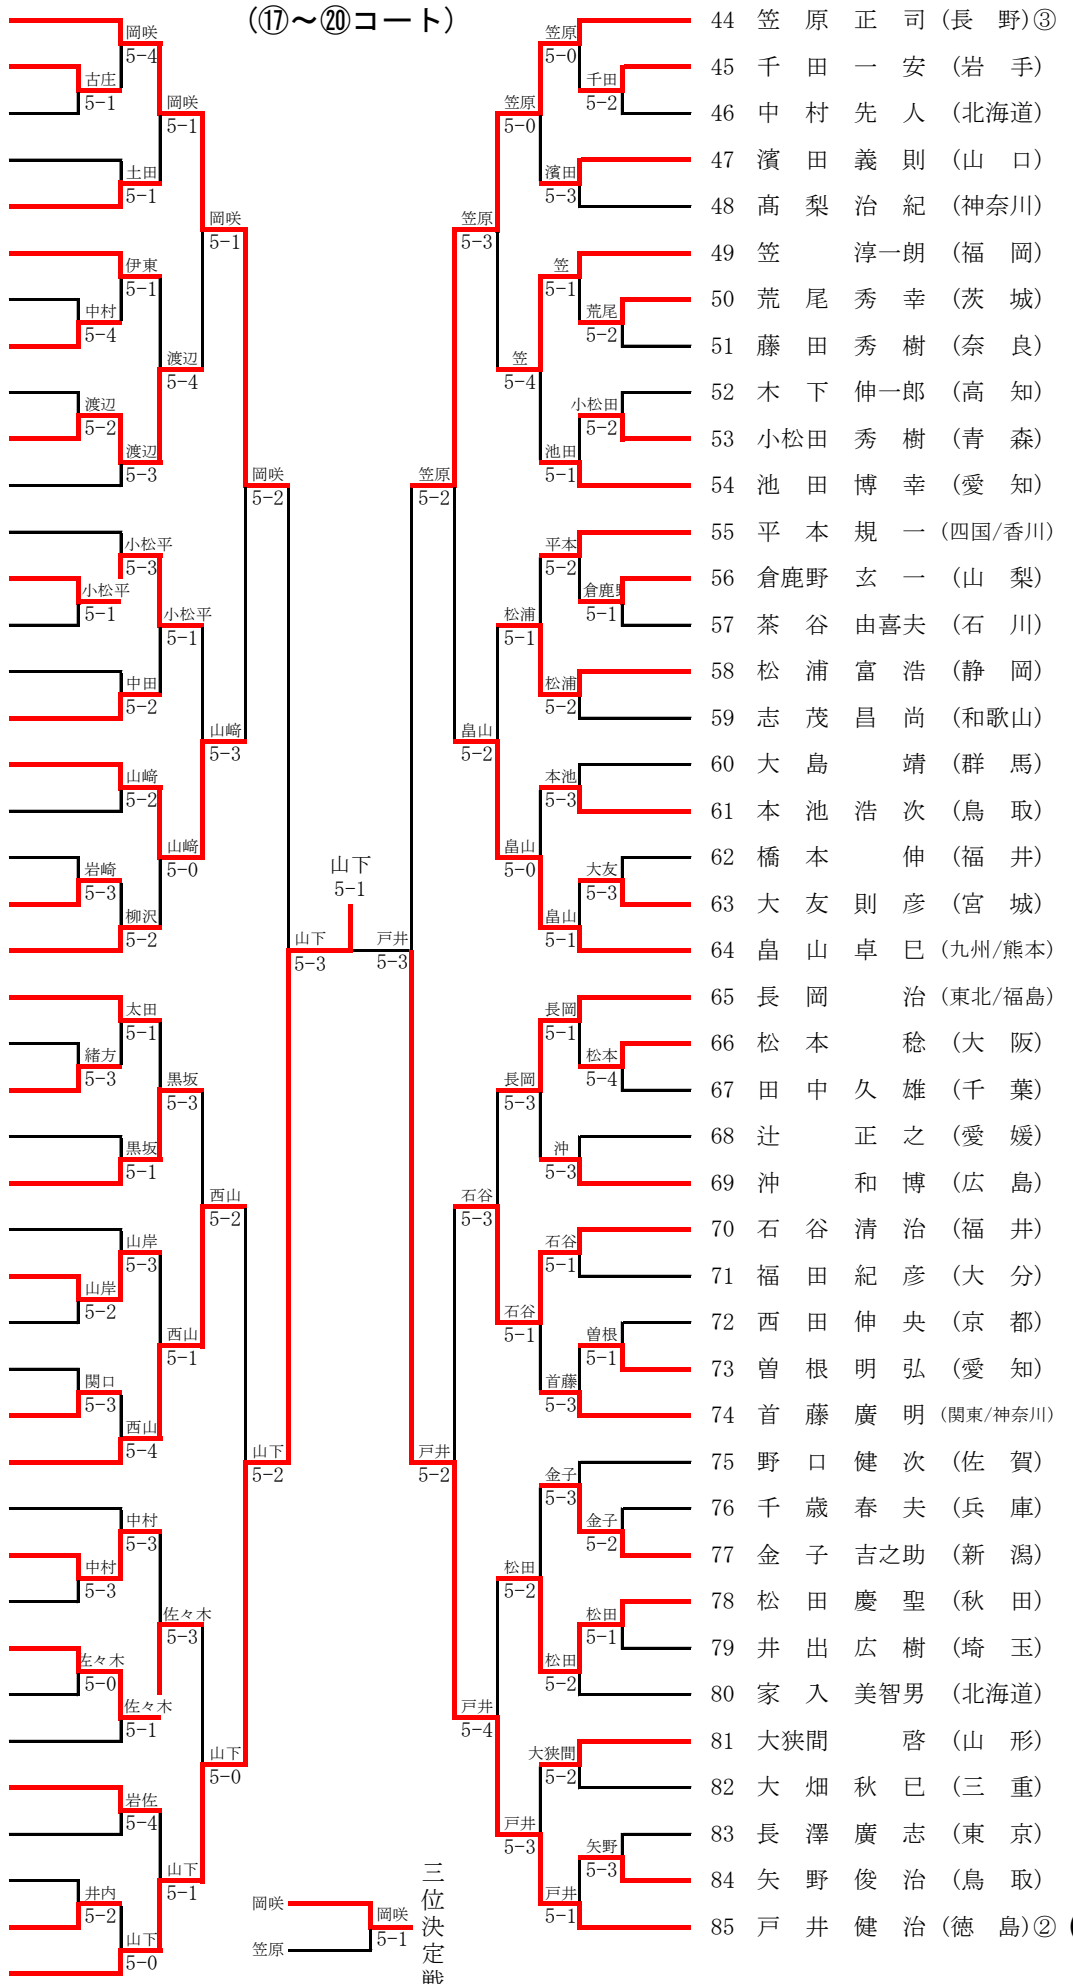 (⑰～⑳コート)
岡咲
5-4
古庄
5-1
岡咲
5-1
土田
5-1
岡咲
5-1
伊東
5-1
中村
5-4
渡辺
5-4
渡辺
5-2
渡辺
5-3
岡咲
5-2
小松平
5-3
小松平
5-1
小松平
5-1
中田
5-2
山﨑
5-3
山﨑
5-2
山﨑
5-0
岩崎
5-3
柳沢
5-2
山下
5-3
太田
5-1
緒方
5-3
黒坂
5-3
黒坂
5-1
西山
5-2
山岸
5-3
山岸
5-2
西山
5-1
関口
5-3
西山
5-4
山下
5-2
中村
5-3
中村
5-3
佐々木
5-3
佐々木
5-0
佐々木
5-1
山下
5-0
岩佐
5-4
山下
5-1
井内
5-2
山下
5-0
山下
5-1
戸井
5-3
岡咲
笠原
岡咲
5-1
三位決定戦
笠原
5-0
千田
5-2
笠原
5-0
濱田
5-3
笠原
5-3
笠
5-1
荒尾
5-2
笠
5-4
小松田
5-2
池田
5-1
笠原
5-2
平本
5-2
倉鹿野
5-1
松浦
5-1
松浦
5-2
畠山
5-2
本池
5-3
畠山
5-0
大友
5-3
畠山
5-1
長岡
5-1
松本
5-4
長岡
5-3
沖
5-3
石谷
5-3
石谷
5-1
石谷
5-1
曽根
5-1
首藤
5-3
戸井
5-2
金子
5-3
金子
5-2
松田
5-2
松田
5-1
松田
5-2
戸井
5-4
大狭間
5-2
戸井
5-3
矢野
5-3
戸井
5-1
44 笠原正司 (長野)③
45 千田一安 (岩手)
46 中村先人 (北海道)
47 濱田義則 (山口)
48 髙梨治紀 (神奈川)
49 笠 淳一朗 (福岡)
50 荒尾秀幸 (茨城)
51 藤田秀樹 (奈良)
52 木下伸一郎 (高知)
53 小松田秀樹 (青森)
54 池田博幸 (愛知)
55 平本規一 (四国/香川)
56 倉鹿野玄一 (山梨)
57 茶谷由喜夫 (石川)
58 松浦富浩 (静岡)
59 志茂昌尚 (和歌山)
60 大島 靖 (群馬)
61 本池浩次 (鳥取)
62 橋本 伸 (福井)
63 大友則彦 (宮城)
64 畠山卓巳 (九州/熊本)
65 長岡 治 (東北/福島)
66 松本 稔 (大阪)
67 田中久雄 (千葉)
68 辻 正之 (愛媛)
69 沖 和博 (広島)
70 石谷清治 (福井)
71 福田紀彦 (大分)
72 西田伸央 (京都)
73 曽根明弘 (愛知)
74 首藤廣明 (関東/神奈川)
75 野口健次 (佐賀)
76 千歳春夫 (兵庫)
77 金子吉之助 (新潟)
78 松田慶聖 (秋田)
79 井出広樹 (埼玉)
80 家入美智男 (北海道)
81 大狭間 啓 (山形)
82 大畑秋已 (三重)
83 長澤廣志 (東京)
84 矢野俊治 (鳥取)
85 戸井健治 (徳島)② (